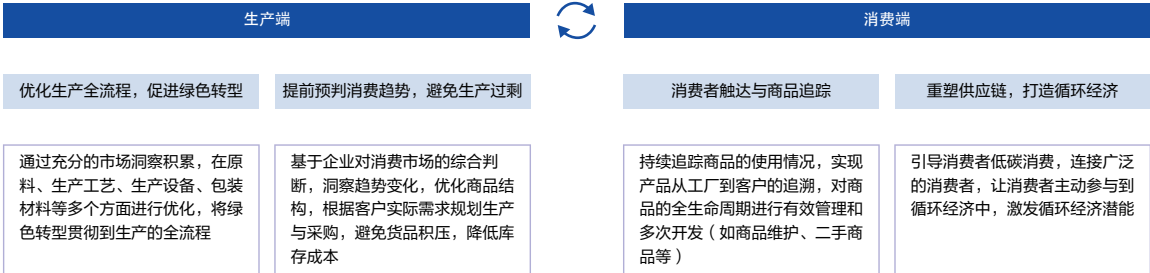 生产端
消费端
优化生产全流程，促进绿色转型
提前预判消费趋势，避免生产过剩
消费者触达与商品追踪
重塑供应链，打造循环经济
通过充分的市场洞察积累，在原
料、生产工艺、生产设备、包装
材料等多个方面进行优化，将绿
色转型贯彻到生产的全流程
基于企业对消费市场的综合判
断，洞察趋势变化，优化商品结
构，根据客户实际需求规划生产
与采购，避免货品积压，降低库
存成本
持续追踪商品的使用情况，实现
产品从工厂到客户的追溯，对商
品的全生命周期进行有效管理和
多次开发（如商品维护、二手商
品等）
引导消费者低碳消费，连接广泛
的消费者，让消费者主动参与到
循环经济中，激发循环经济潜能